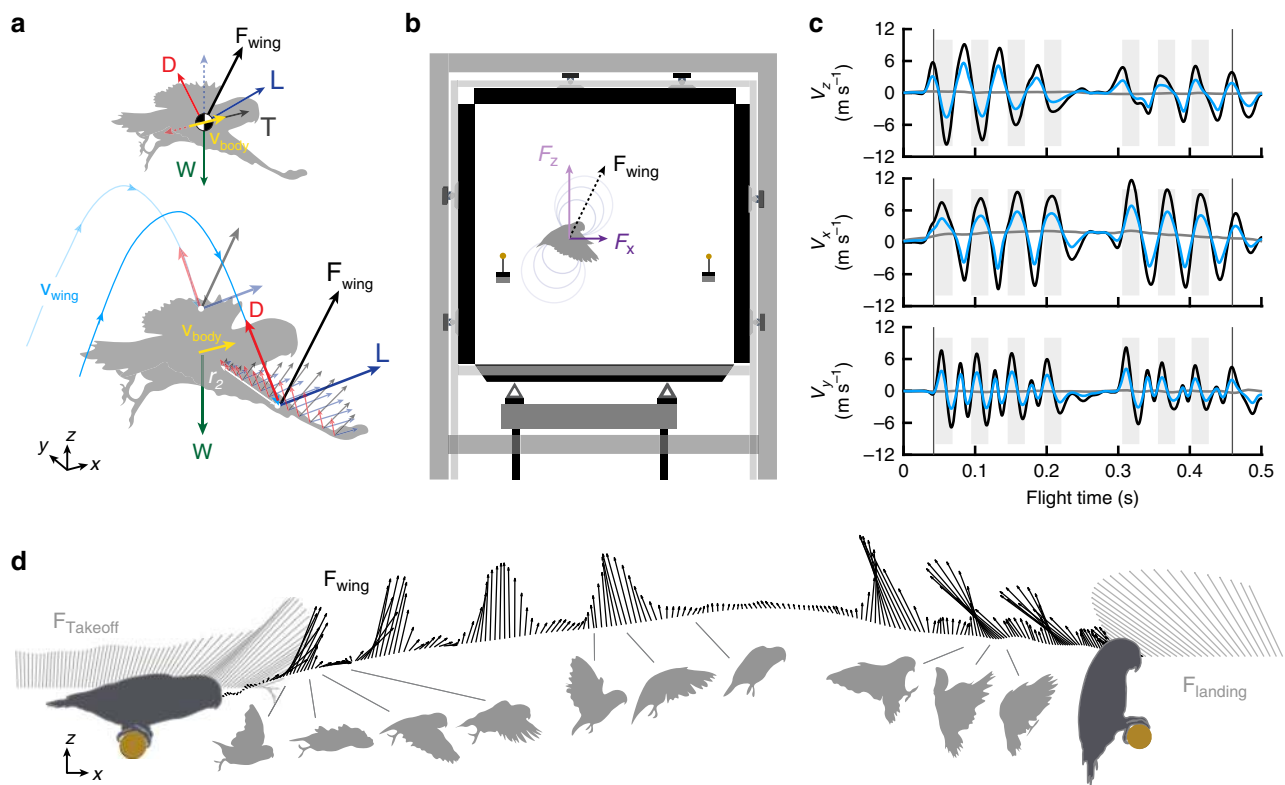 a
F_wing
D
L
T
v_body
W
v_wing
F_wing
D
v_body
L
r_2
W
z
y
x
b
F_z
F_wing
F_x
c
12
6
0
−6
−12
V_z
(m s⁻¹)
12
6
0
−6
−12
V_x
(m s⁻¹)
12
6
0
−6
−12
V_y
(m s⁻¹)
0 0.1 0.2 0.3 0.4 0.5
Flight time (s)
d
F_wing
F_Takeoff
F_landing
z
x